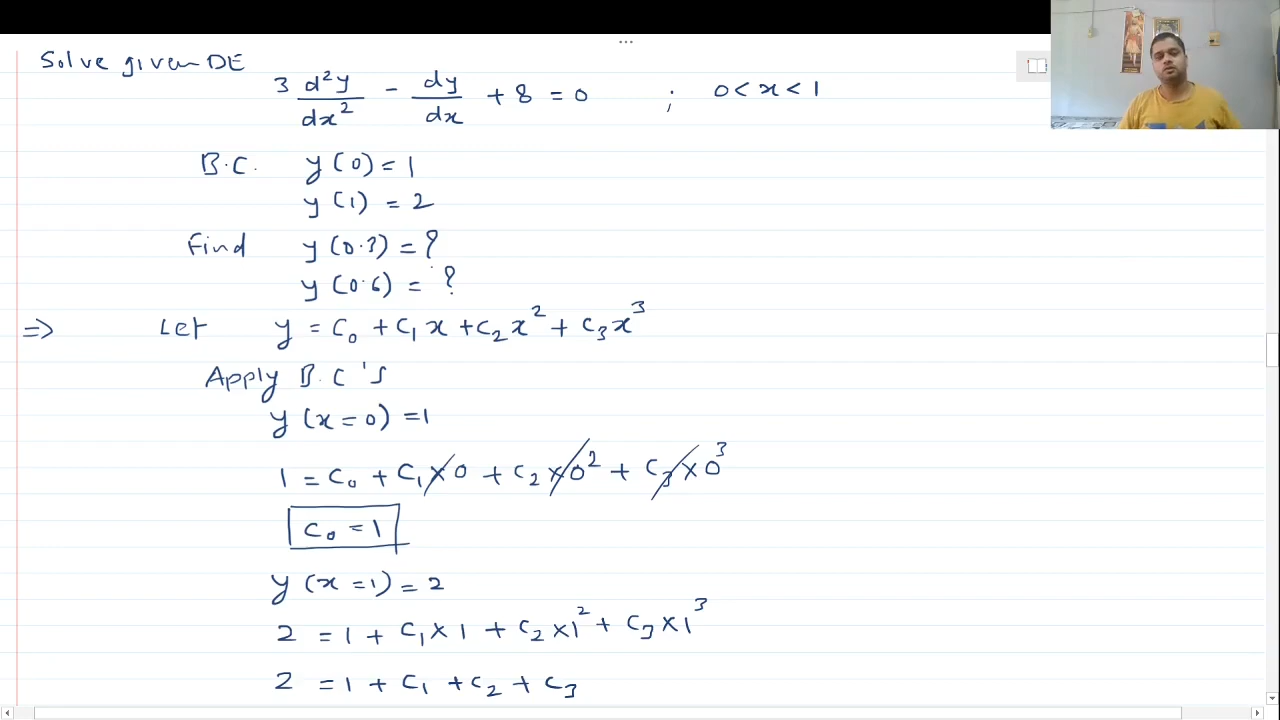 Solve given DE
3 d²y/dx² - dy/dx + 8 = 0 ; 0 < x < 1
B.C. y(0) = 1
y(1) = 2
Find y(0.3) = ?
y(0.6) = ?
=> Let y = C₀ + C₁x + C₂x² + C₃x³
Apply B.C's
y(x=0) = 1
1 = C₀ + C₁×0 + C₂×0² + C₃×0³
C₀ = 1
y(x=1) = 2
2 = 1 + C₁×1 + C₂×1² + C₃×1³
2 = 1 + C₁ + C₂ + C₃